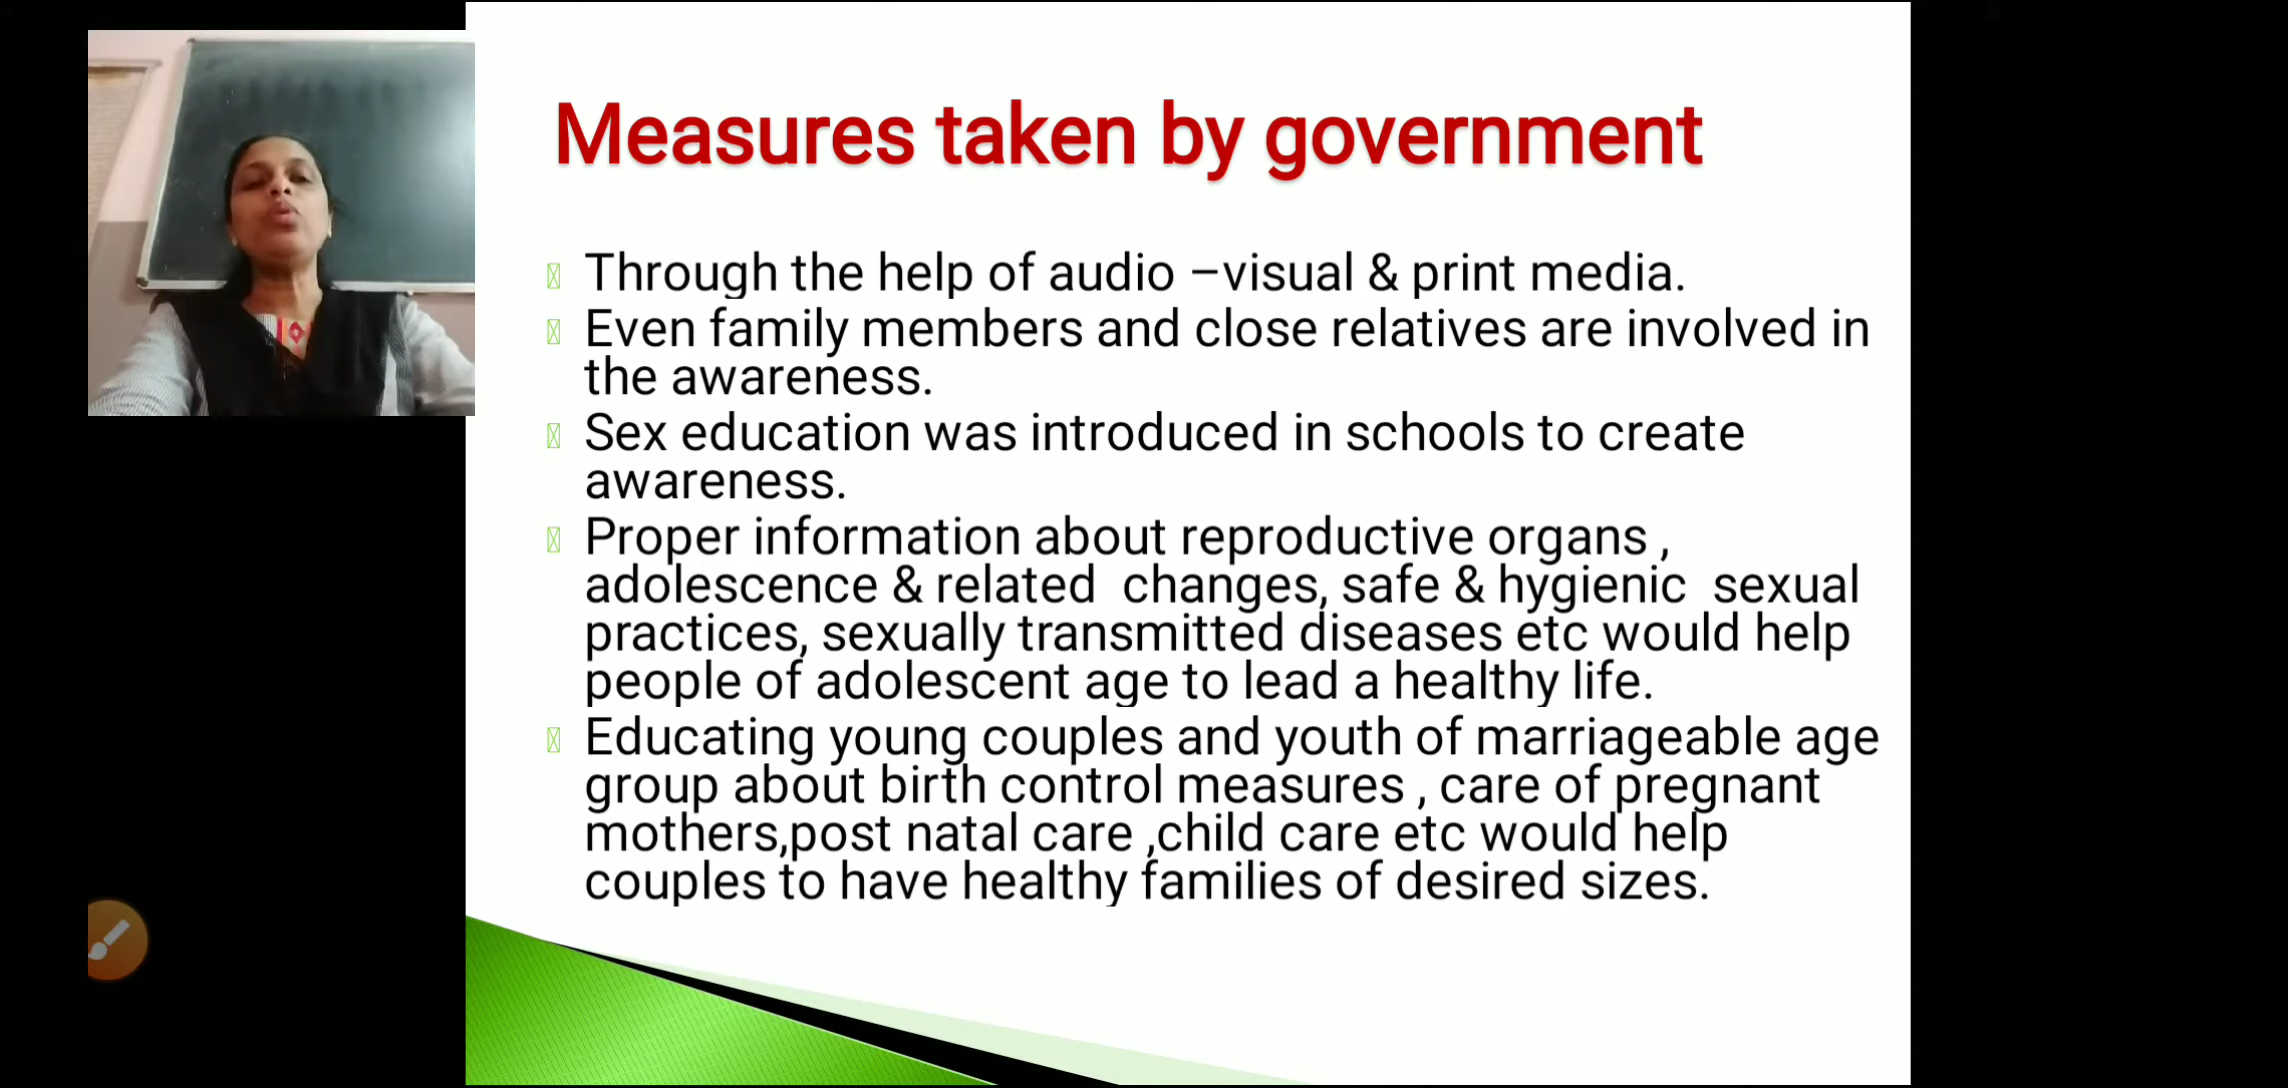 Measures taken by government
Through the help of audio –visual & print media.
Even family members and close relatives are involved in
the awareness.
Sex education was introduced in schools to create
awareness.
Proper information about reproductive organs ,
adolescence & related  changes, safe & hygienic  sexual
practices, sexually transmitted diseases etc would help
people of adolescent age to lead a healthy life.
Educating young couples and youth of marriageable age
group about birth control measures , care of pregnant
mothers,post natal care ,child care etc would help
couples to have healthy families of desired sizes.